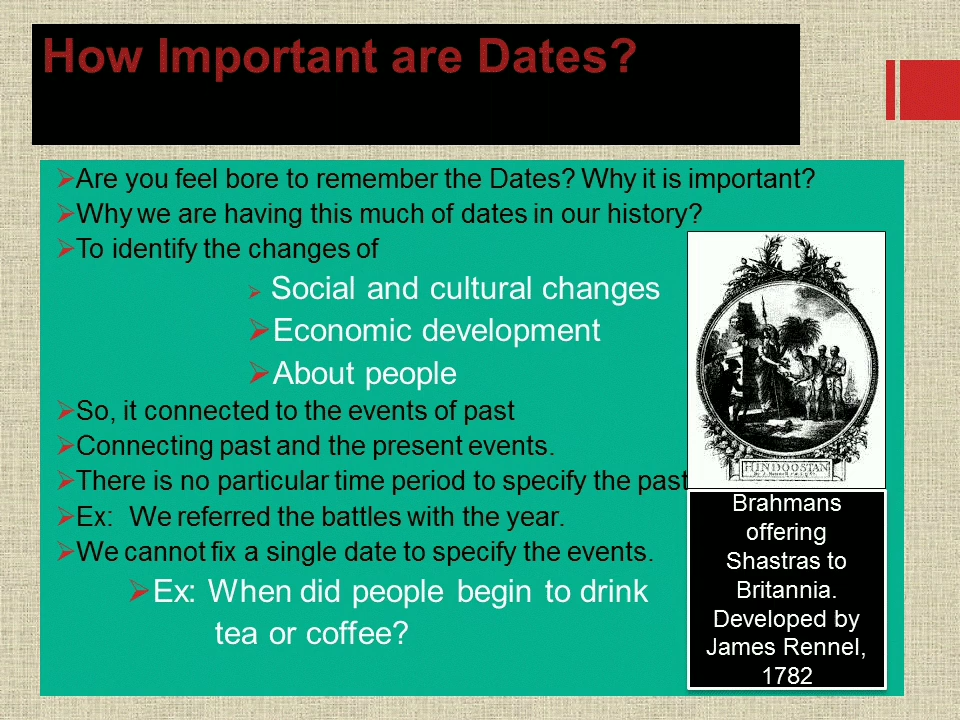 How Important are Dates?
Are you feel bore to remember the Dates? Why it is important?
Why we are having this much of dates in our history?
To identify the changes of
Social and cultural changes
Economic development
About people
So, it connected to the events of past
Connecting past and the present events.
There is no particular time period to specify the past
Ex:  We referred the battles with the year.
We cannot fix a single date to specify the events.
Ex: When did people begin to drink
tea or coffee?
HINDOOSTAN
Brahmans
offering
Shastras to
Britannia.
Developed by
James Rennel,
1782